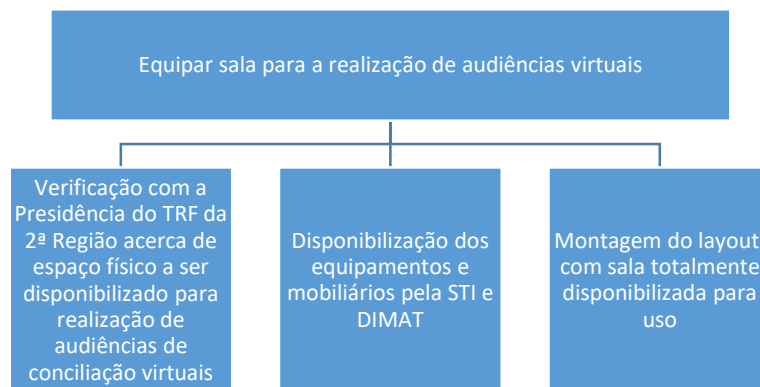 Equipar sala para a realização de audiências virtuais
Verificação com a
Presidência do TRF da
2ª Região acerca de
espaço físico a ser
disponibilizado para
realização de
audiências de
conciliação virtuais
Disponibilização dos
equipamentos e
mobiliários pela STI e
DIMAT
Montagem do layout
com sala totalmente
disponibilizada para
uso